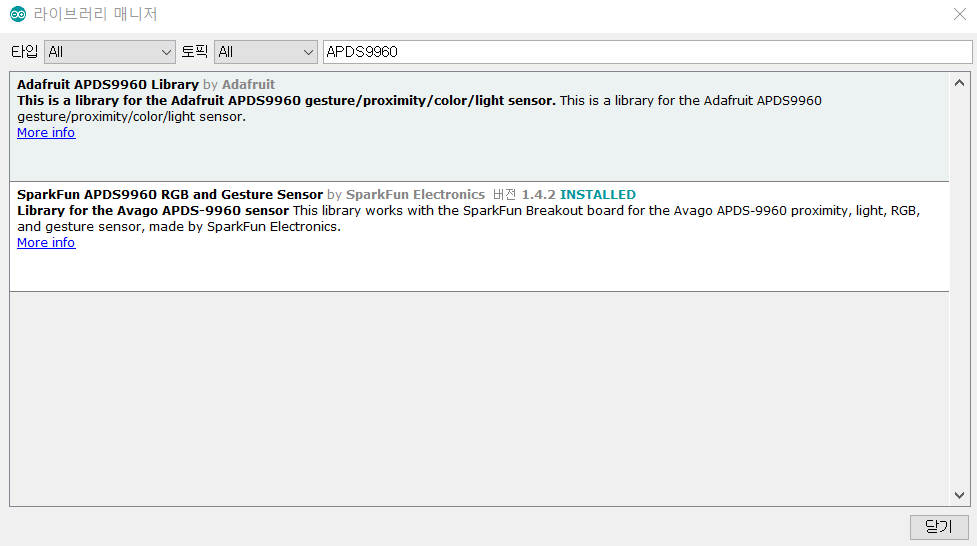 라이브러리 매니저
타입 All 토픽 All APDS9960
Adafruit APDS9960 Library by Adafruit
This is a library for the Adafruit APDS9960 gesture/proximity/color/light sensor. This is a library for the Adafruit APDS9960
gesture/proximity/color/light sensor.
More info
SparkFun APDS9960 RGB and Gesture Sensor by SparkFun Electronics 버전 1.4.2 INSTALLED
Library for the Avago APDS-9960 sensor This library works with the SparkFun Breakout board for the Avago APDS-9960 proximity, light, RGB,
and gesture sensor, made by SparkFun Electronics.
More info
닫기